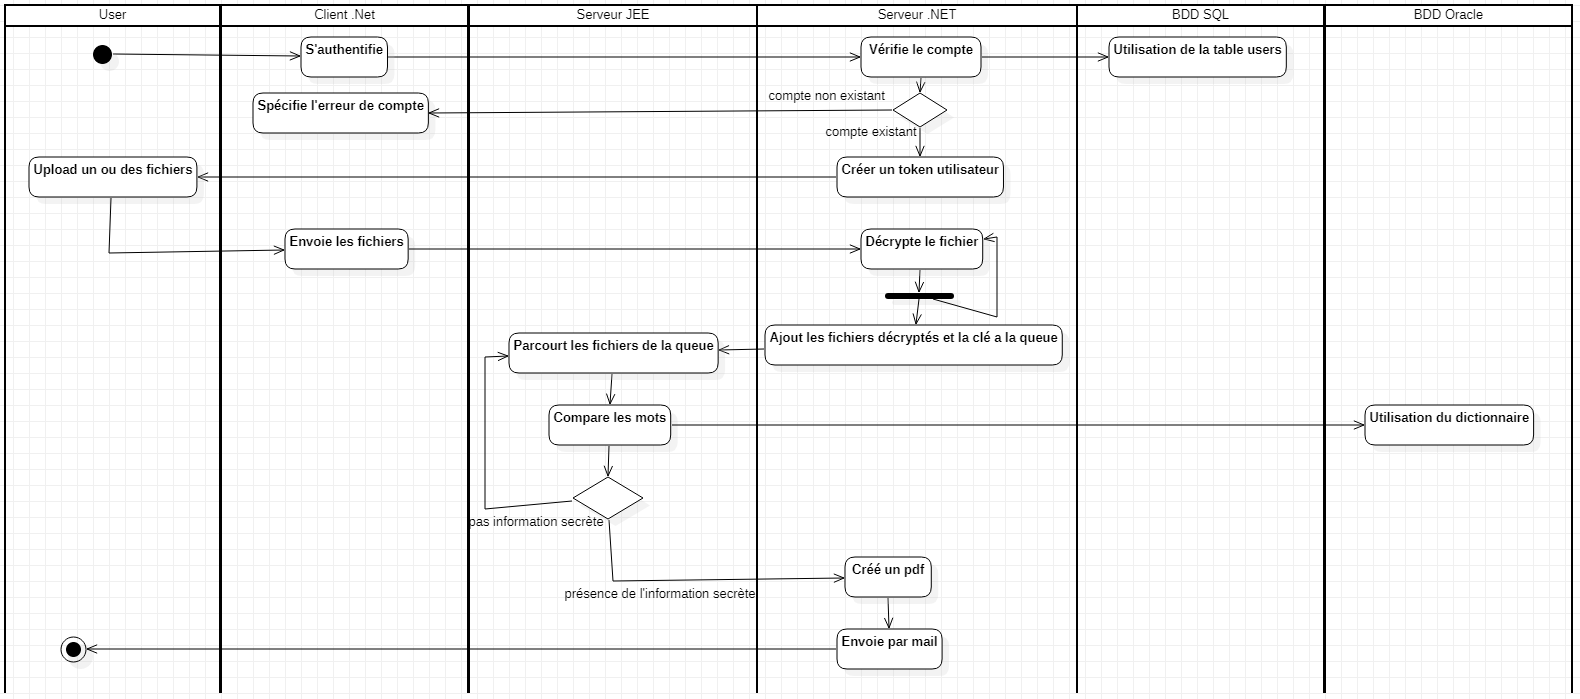 User
Client .Net
Serveur JEE
Serveur .NET
BDD SQL
BDD Oracle
S'authentifie
Vérifie le compte
Utilisation de la table users
Spécifie l'erreur de compte
compte non existant
compte existant
Upload un ou des fichiers
Créer un token utilisateur
Envoie les fichiers
Décrypte le fichier
Parcourt les fichiers de la queue
Ajout les fichiers décryptés et la clé a la queue
Compare les mots
Utilisation du dictionnaire
pas information secrète
Créé un pdf
présence de l'information secrète
Envoie par mail